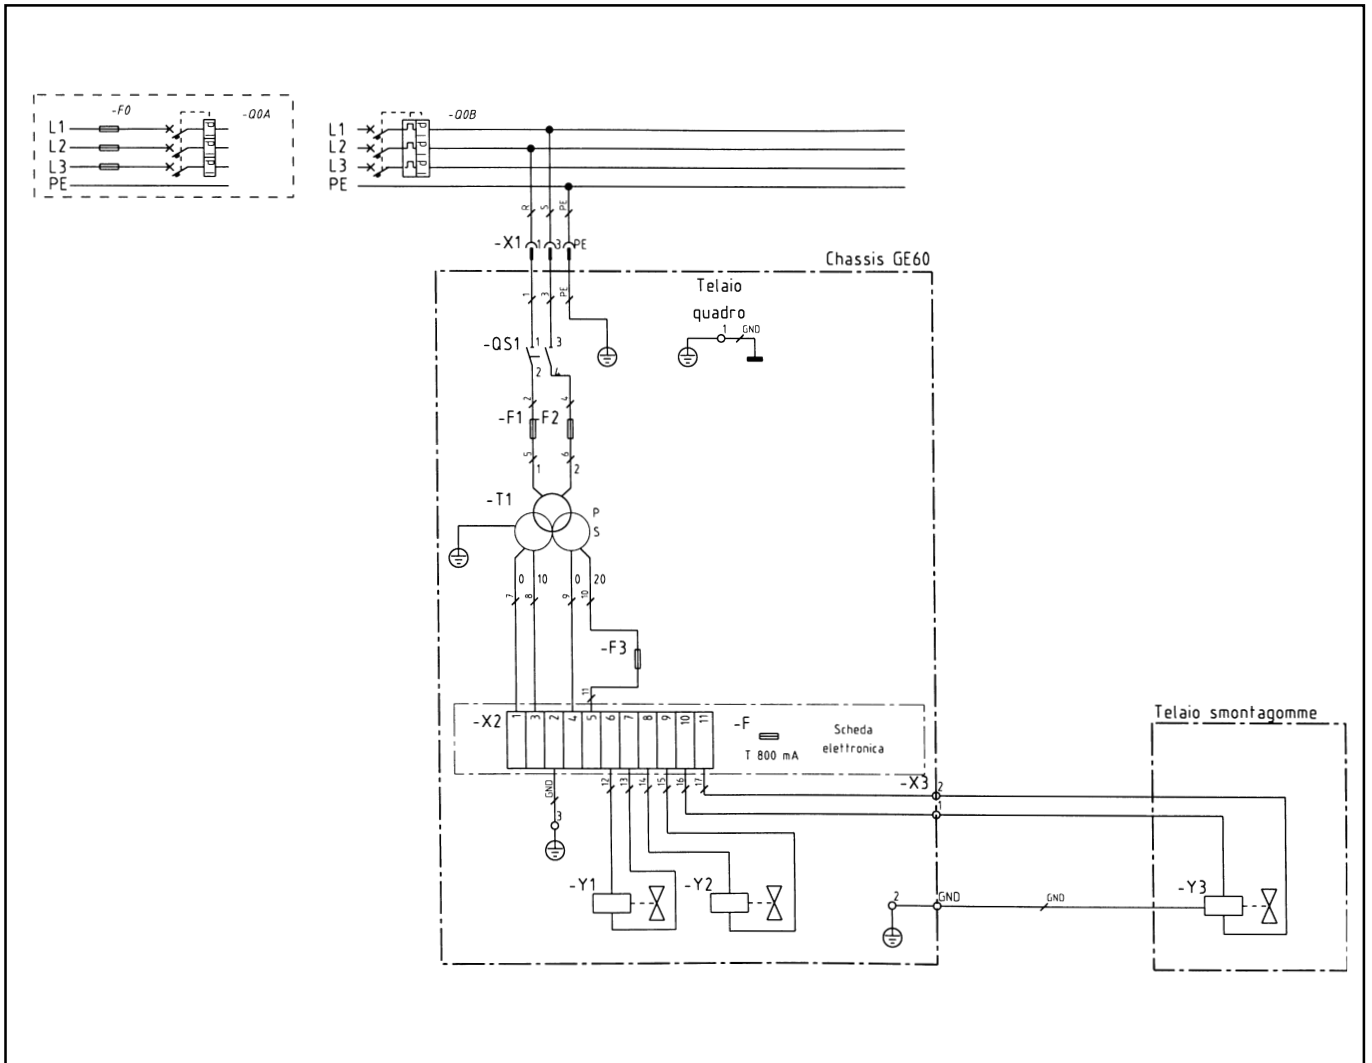 -F0
-Q0A
L1
L2
L3
PE
-Q0B
L1
L2
L3
PE
R S PE
-X1 1 3 PE
Chassis GE60
1 3 PE
Telaio
quadro
1 GND
-QS1 1 3
2 4
2 4
-F1 -F2
5 6
1 2
-T1
P
S
0 10 0 20
7 8 9 10
-F3
11
-X2 1 3 2 4 5 6 7 8 9 10 11
-F
T 800 mA
Scheda
elettronica
Telaio smontagomme
GND 12 13 14 15 16 17
-X3 2
1
3
-Y1
-Y2
-Y3
2 GND GND